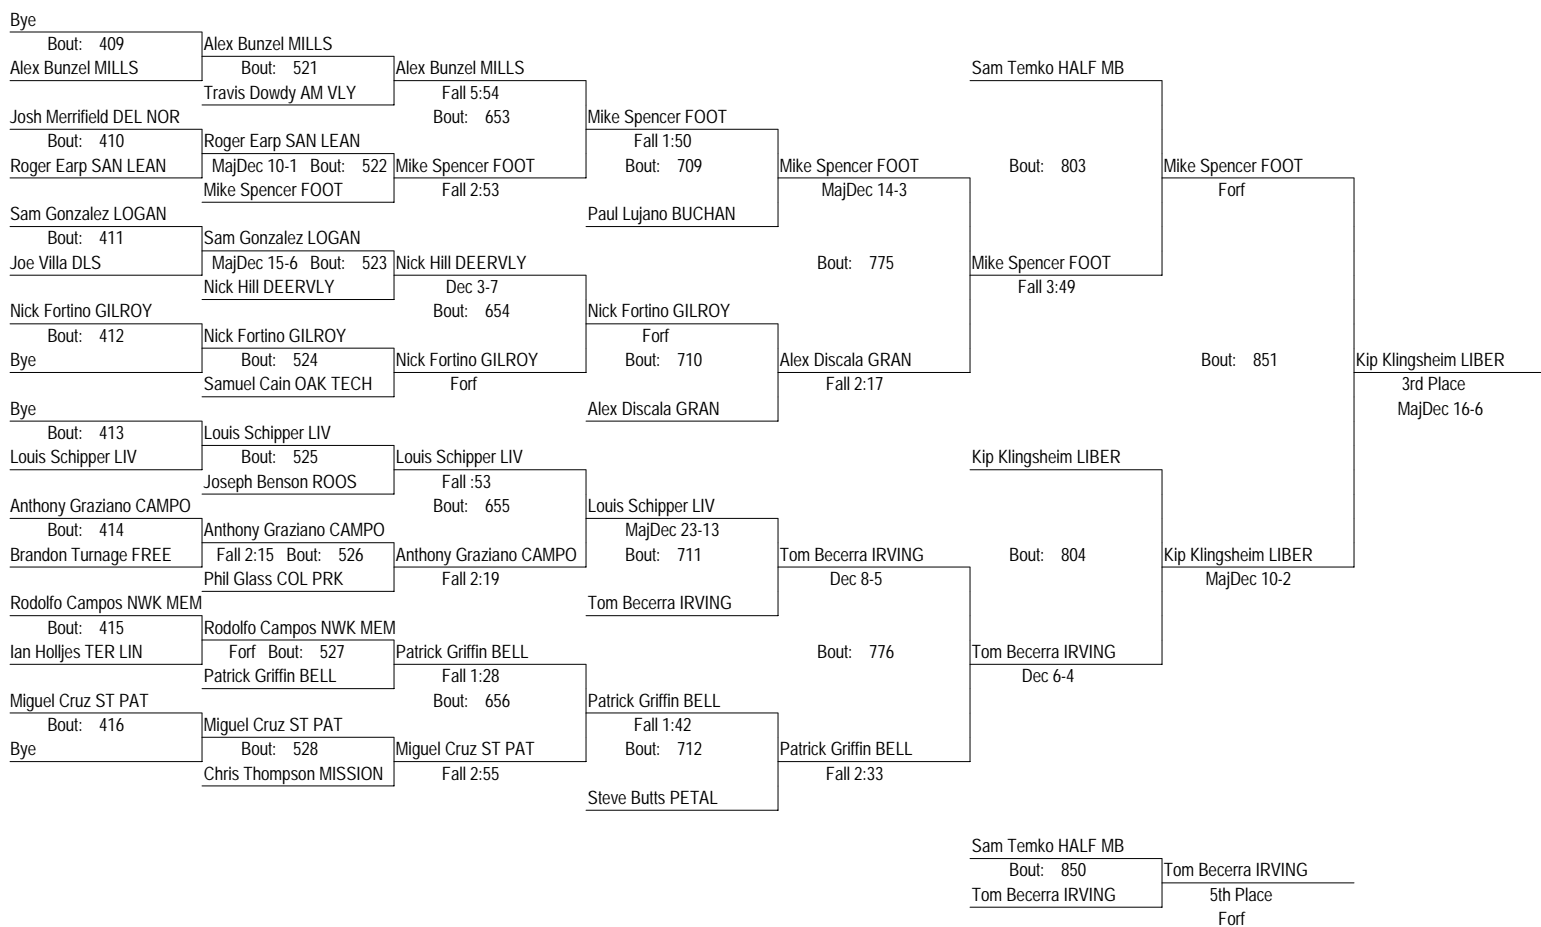 Bye
Bout: 409
Alex Bunzel MILLS
Josh Merrifield DEL NOR
Bout: 410
Roger Earp SAN LEAN
Sam Gonzalez LOGAN
Bout: 411
Joe Villa DLS
Nick Fortino GILROY
Bout: 412
Bye
Bye
Bout: 413
Louis Schipper LIV
Anthony Graziano CAMPO
Bout: 414
Brandon Turnage FREE
Rodolfo Campos NWK MEM
Bout: 415
Ian Holljes TER LIN
Miguel Cruz ST PAT
Bout: 416
Bye
Alex Bunzel MILLS
Bout: 521
Travis Dowdy AM VLY
Roger Earp SAN LEAN
MajDec 10-1 Bout: 522
Mike Spencer FOOT
Sam Gonzalez LOGAN
MajDec 15-6 Bout: 523
Nick Hill DEERVLY
Nick Fortino GILROY
Bout: 524
Samuel Cain OAK TECH
Louis Schipper LIV
Bout: 525
Joseph Benson ROOS
Anthony Graziano CAMPO
Fall 2:15 Bout: 526
Phil Glass COL PRK
Rodolfo Campos NWK MEM
Forf Bout: 527
Patrick Griffin BELL
Miguel Cruz ST PAT
Bout: 528
Chris Thompson MISSION
Alex Bunzel MILLS
Fall 5:54
Bout: 653
Mike Spencer FOOT
Fall 2:53
Nick Hill DEERVLY
Dec 3-7
Bout: 654
Nick Fortino GILROY
Forf
Louis Schipper LIV
Fall :53
Bout: 655
Anthony Graziano CAMPO
Fall 2:19
Patrick Griffin BELL
Fall 1:28
Bout: 656
Miguel Cruz ST PAT
Fall 2:55
Mike Spencer FOOT
Fall 1:50
Bout: 709
Paul Lujano BUCHAN
Nick Fortino GILROY
Forf
Bout: 710
Alex Discala GRAN
Louis Schipper LIV
MajDec 23-13
Bout: 711
Tom Becerra IRVING
Patrick Griffin BELL
Fall 1:42
Bout: 712
Steve Butts PETAL
Mike Spencer FOOT
MajDec 14-3
Bout: 775
Alex Discala GRAN
Fall 2:17
Tom Becerra IRVING
Dec 8-5
Bout: 776
Patrick Griffin BELL
Fall 2:33
Sam Temko HALF MB
Bout: 803
Mike Spencer FOOT
Fall 3:49
Kip Klingsheim LIBER
Bout: 804
Tom Becerra IRVING
Dec 6-4
Mike Spencer FOOT
Forf
Bout: 851
Kip Klingsheim LIBER
MajDec 10-2
Kip Klingsheim LIBER
3rd Place
MajDec 16-6
Sam Temko HALF MB
Bout: 850
Tom Becerra IRVING
Tom Becerra IRVING
5th Place
Forf